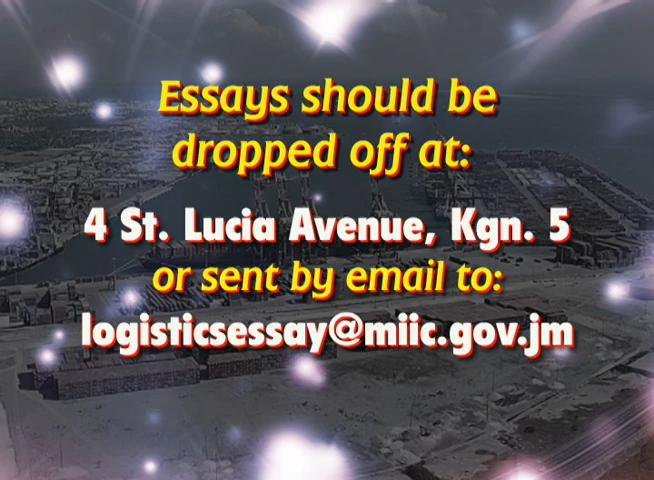 Essays should be
dropped off at:
4 St. Lucia Avenue, Kgn. 5
or sent by email to:
logisticsessay@miic.gov.jm